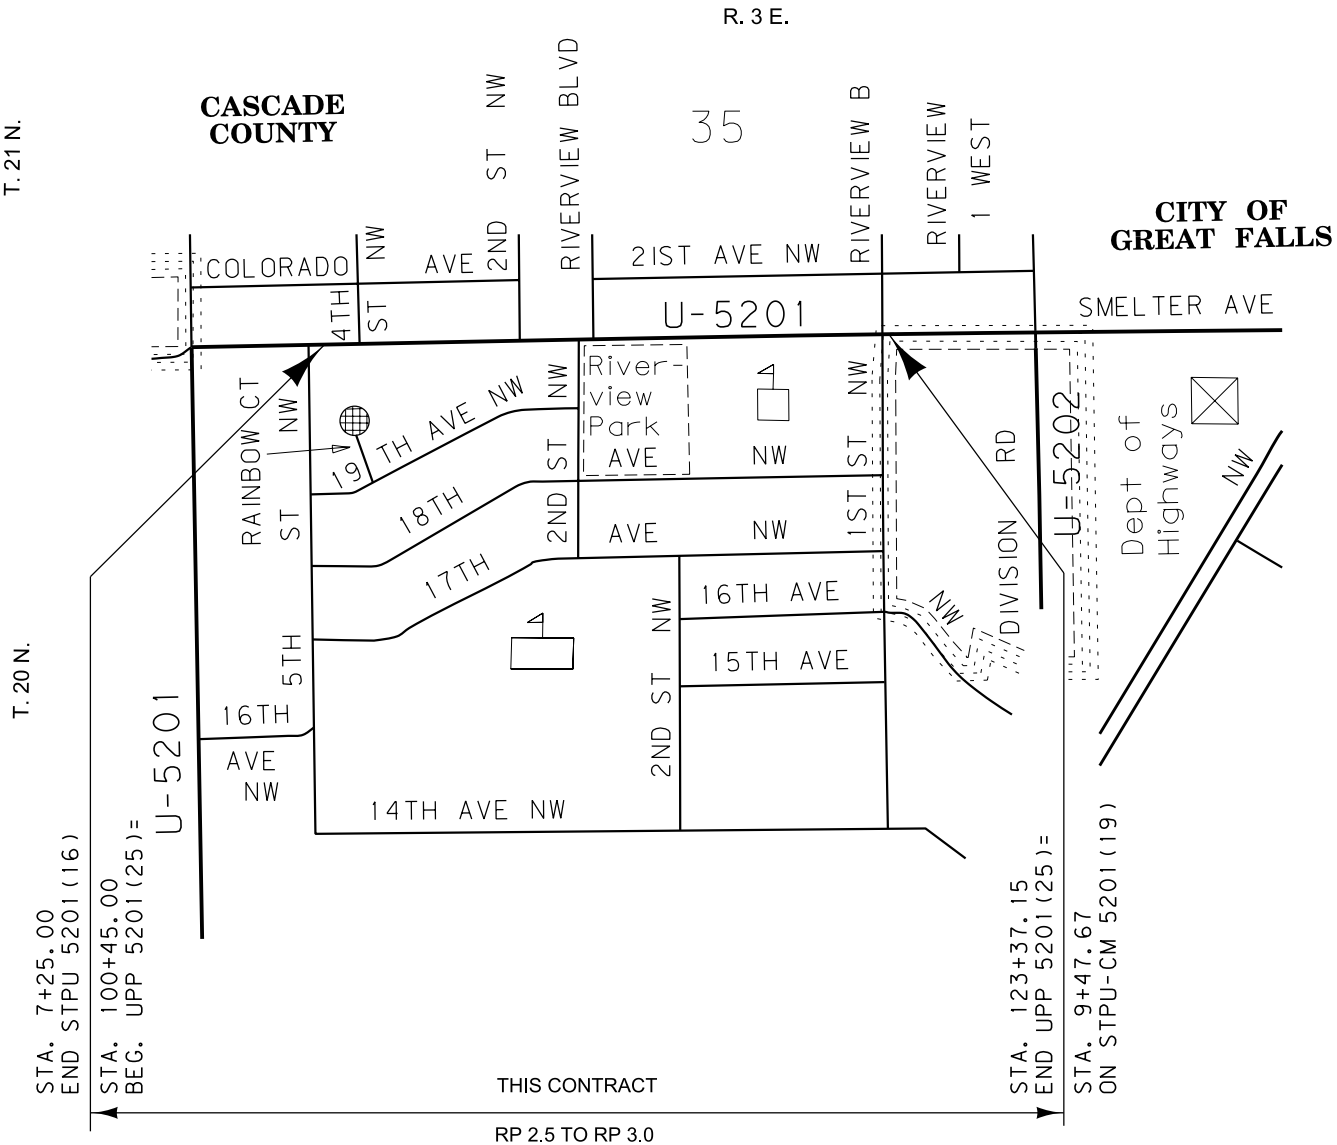 R. 3 E.
T. 21 N.
CASCADE
COUNTY
2ND ST NW
RIVERVIEW BLVD
35
RIVERVIEW B
RIVERVIEW
1 WEST
CITY OF
GREAT FALLS
COLORADO AVE
4TH ST NW
21ST AVE NW
U-5201
SMELTER AVE
RAINBOW CT
5TH ST NW
19TH AVE NW
2ND ST NW
River-
view
Park
AVE NW
1ST ST NW
DIVISION RD
U-5202
Dept of
Highways
NW
18TH
AVE NW
17TH
16TH AVE NW
15TH AVE
2ND ST NW
T. 20 N.
U-5201
16TH
AVE
NW
14TH AVE NW
STA. 7+25.00
END STPU 5201(16)
STA. 100+45.00
BEG. UPP 5201(25)=
STA. 123+37.15
END UPP 5201(25)=
STA. 9+47.67
ON STPU-CM 5201(19)
THIS CONTRACT
RP 2.5 TO RP 3.0